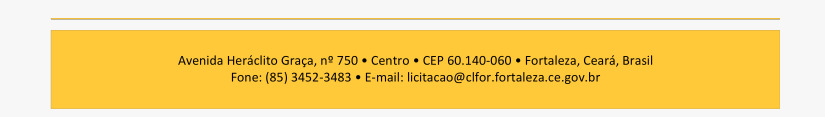 Avenida Heráclito Graça, nº 750 • Centro • CEP 60.140-060 • Fortaleza, Ceará, Brasil
Fone: (85) 3452-3483 • E-mail: licitacao@clfor.fortaleza.ce.gov.br